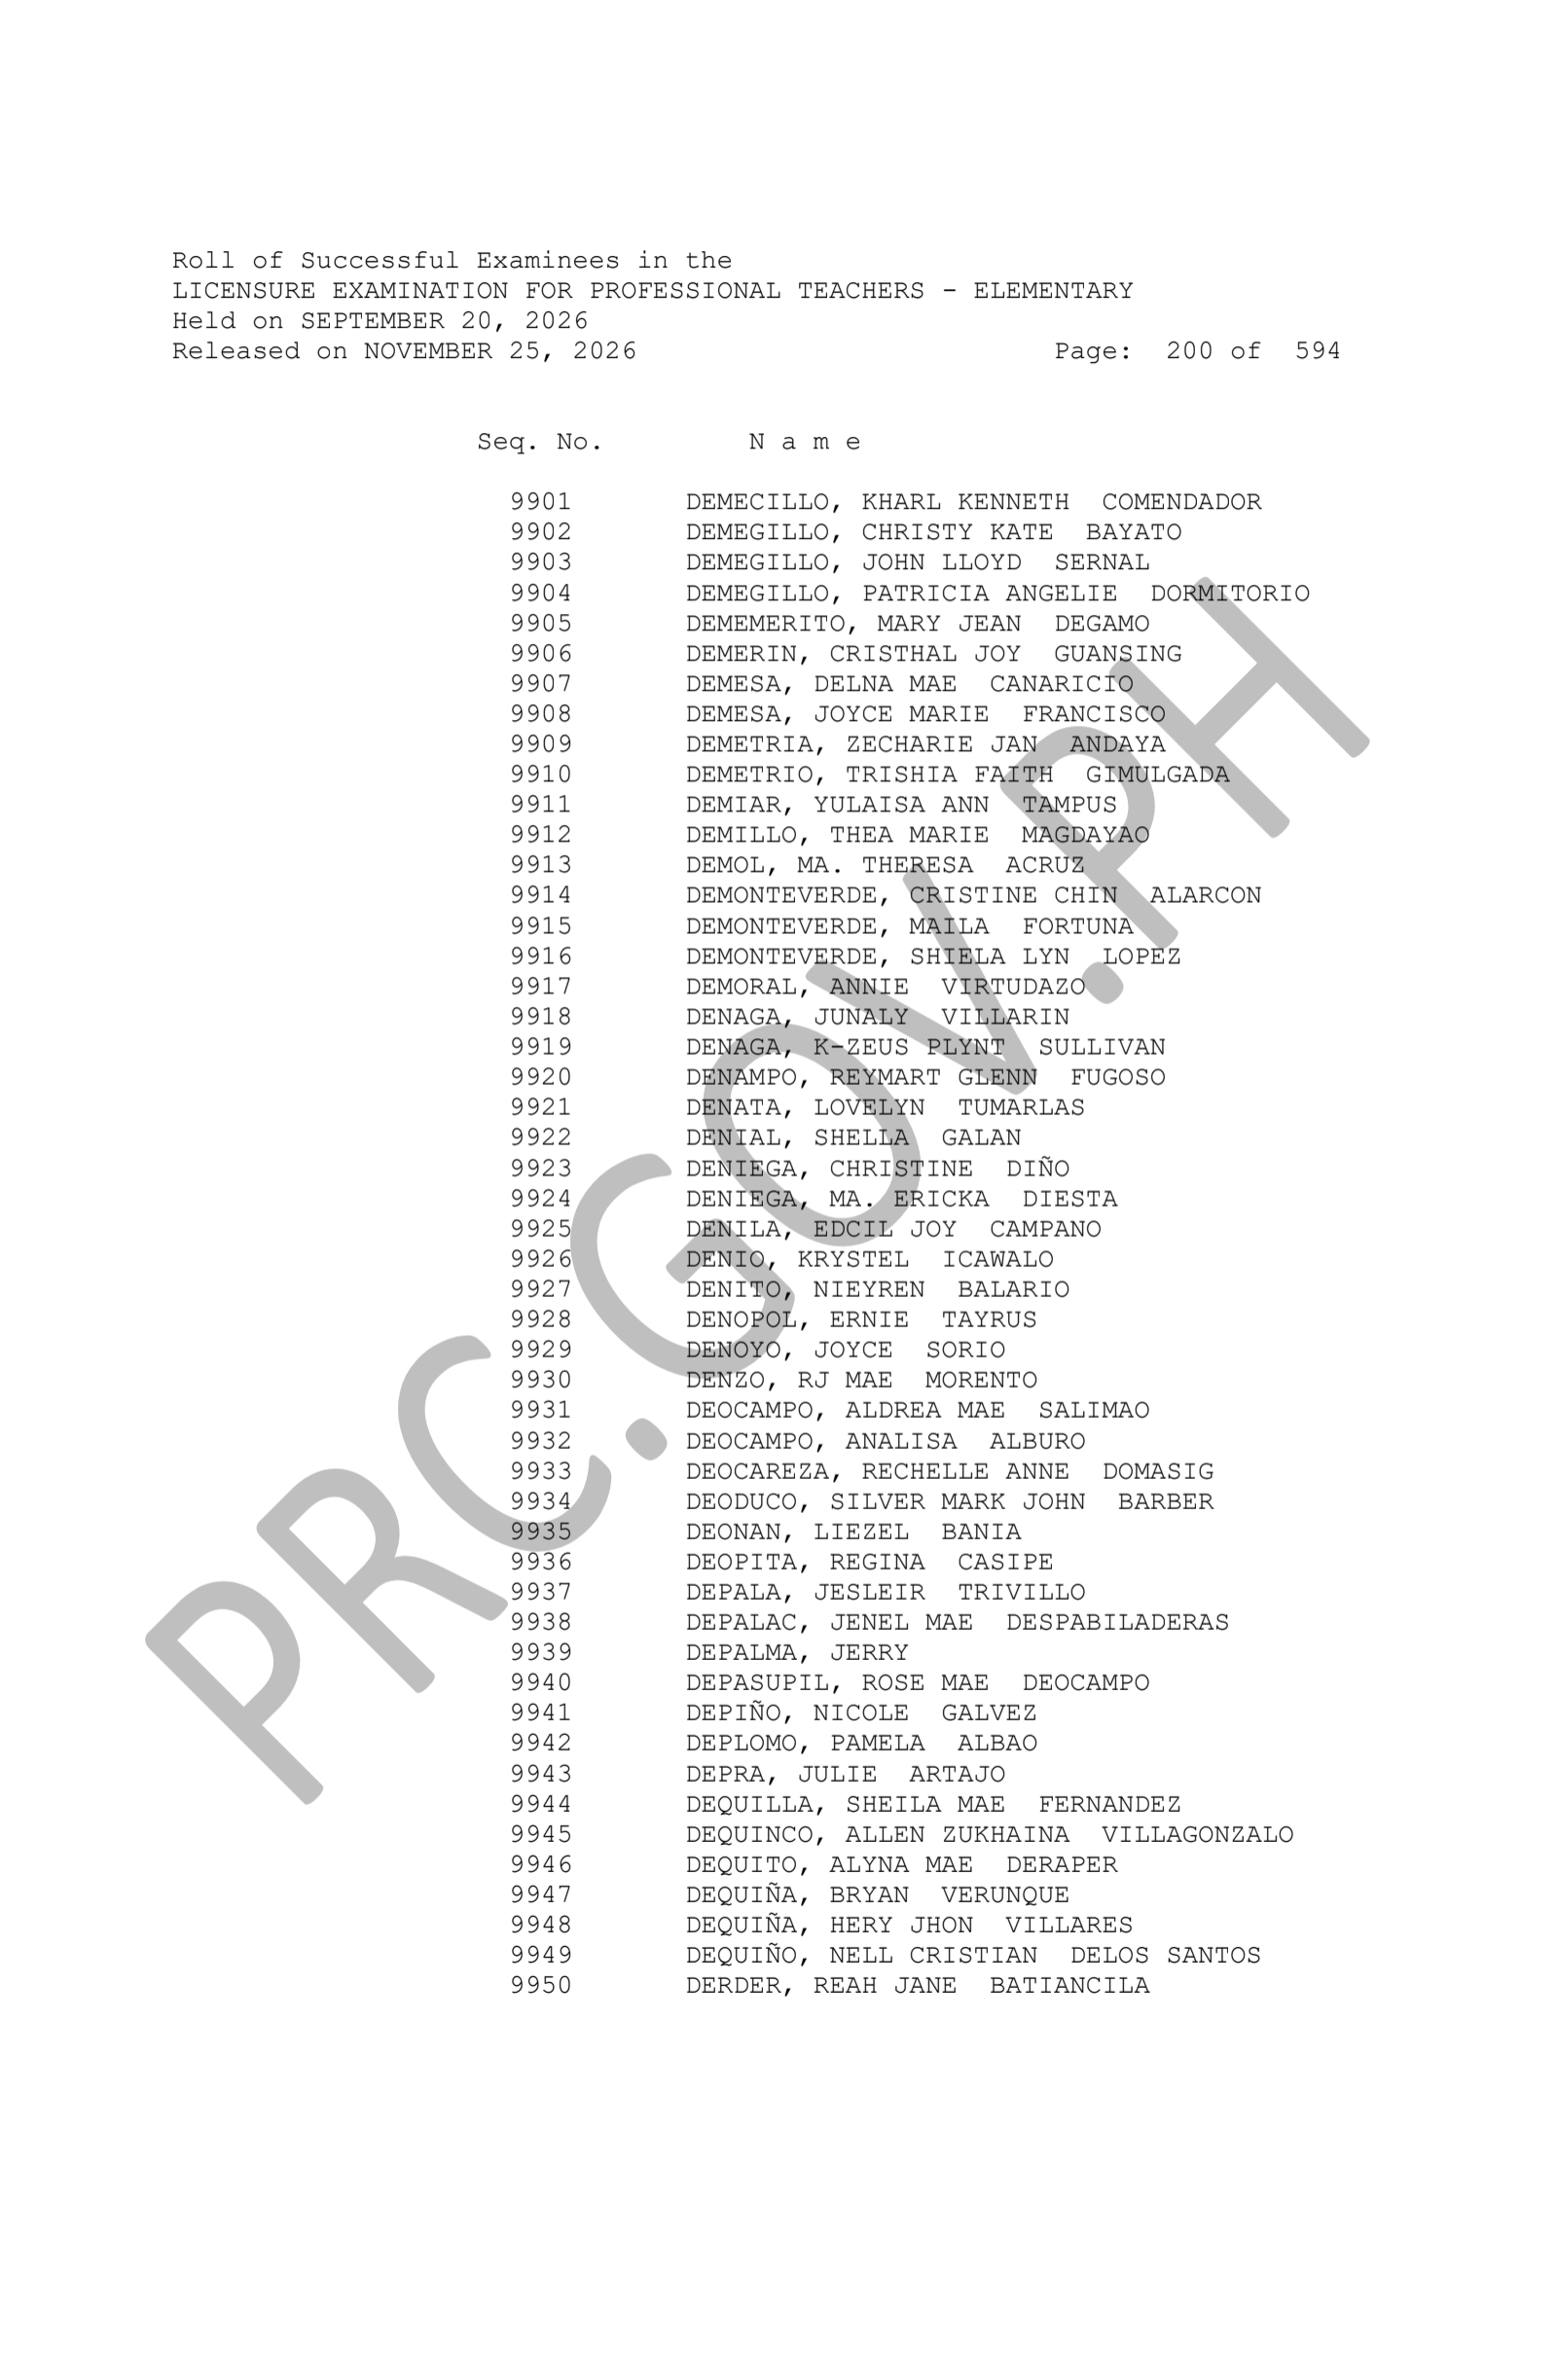 Roll of Successful Examinees in the
LICENSURE EXAMINATION FOR PROFESSIONAL TEACHERS - ELEMENTARY
Held on SEPTEMBER 20, 2026
Released on NOVEMBER 25, 2026 Page: 200 of 594
Seq. No. N a m e
9901 DEMECILLO, KHARL KENNETH COMENDADOR
9902 DEMEGILLO, CHRISTY KATE BAYATO
9903 DEMEGILLO, JOHN LLOYD SERNAL
9904 DEMEGILLO, PATRICIA ANGELIE DORMITORIO
9905 DEMEMERITO, MARY JEAN DEGAMO
9906 DEMERIN, CRISTHAL JOY GUANSING
9907 DEMESA, DELNA MAE CANARICIO
9908 DEMESA, JOYCE MARIE FRANCISCO
9909 DEMETRIA, ZECHARIE JAN ANDAYA
9910 DEMETRIO, TRISHIA FAITH GIMULGADA
9911 DEMIAR, YULAISA ANN TAMPUS
9912 DEMILLO, THEA MARIE MAGDAYAO
9913 DEMOL, MA. THERESA ACRUZ
9914 DEMONTEVERDE, CRISTINE CHIN ALARCON
9915 DEMONTEVERDE, MAILA FORTUNA
9916 DEMONTEVERDE, SHIELA LYN LOPEZ
9917 DEMORAL, ANNIE VIRTUDAZO
9918 DENAGA, JUNALY VILLARIN
9919 DENAGA, K-ZEUS PLYNT SULLIVAN
9920 DENAMPO, REYMART GLENN FUGOSO
9921 DENATA, LOVELYN TUMARLAS
9922 DENIAL, SHELLA GALAN
9923 DENIEGA, CHRISTINE DIÑO
9924 DENIEGA, MA. ERICKA DIESTA
9925 DENILA, EDCIL JOY CAMPANO
9926 DENIO, KRYSTEL ICAWALO
9927 DENITO, NIEYREN BALARIO
9928 DENOPOL, ERNIE TAYRUS
9929 DENOYO, JOYCE SORIO
9930 DENZO, RJ MAE MORENTO
9931 DEOCAMPO, ALDREA MAE SALIMAO
9932 DEOCAMPO, ANALISA ALBURO
9933 DEOCAREZA, RECHELLE ANNE DOMASIG
9934 DEODUCO, SILVER MARK JOHN BARBER
9935 DEONAN, LIEZEL BANIA
9936 DEOPITA, REGINA CASIPE
9937 DEPALA, JESLEIR TRIVILLO
9938 DEPALAC, JENEL MAE DESPABILADERAS
9939 DEPALMA, JERRY
9940 DEPASUPIL, ROSE MAE DEOCAMPO
9941 DEPIÑO, NICOLE GALVEZ
9942 DEPLOMO, PAMELA ALBAO
9943 DEPRA, JULIE ARTAJO
9944 DEQUILLA, SHEILA MAE FERNANDEZ
9945 DEQUINCO, ALLEN ZUKHAINA VILLAGONZALO
9946 DEQUITO, ALYNA MAE DERAPER
9947 DEQUIÑA, BRYAN VERUNQUE
9948 DEQUIÑA, HERY JHON VILLARES
9949 DEQUIÑO, NELL CRISTIAN DELOS SANTOS
9950 DERDER, REAH JANE BATIANCILA
PRC.GOV.PH